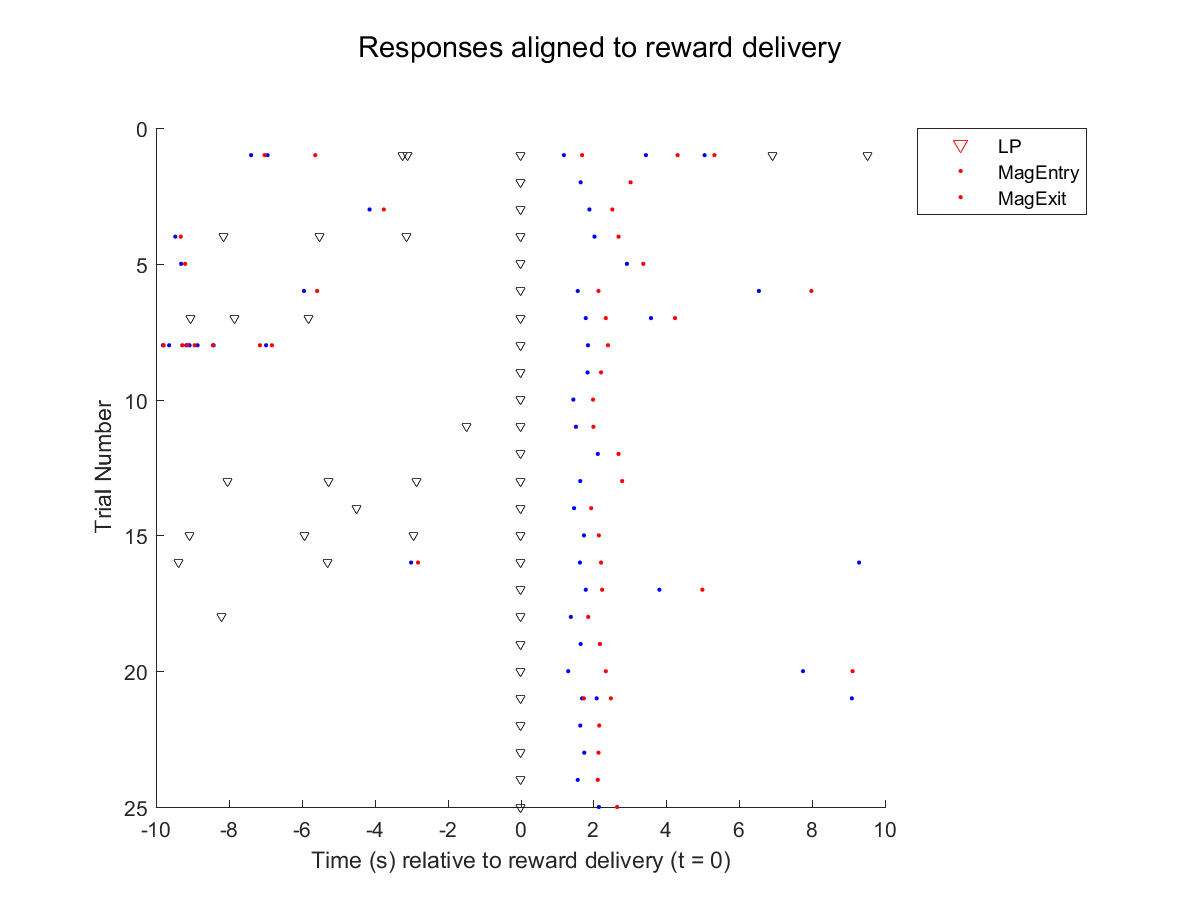 Responses aligned to reward delivery
LP
MagEntry
MagExit
0
5
10
15
20
25
Trial Number
-10 -8 -6 -4 -2 0 2 4 6 8 10
Time (s) relative to reward delivery (t = 0)